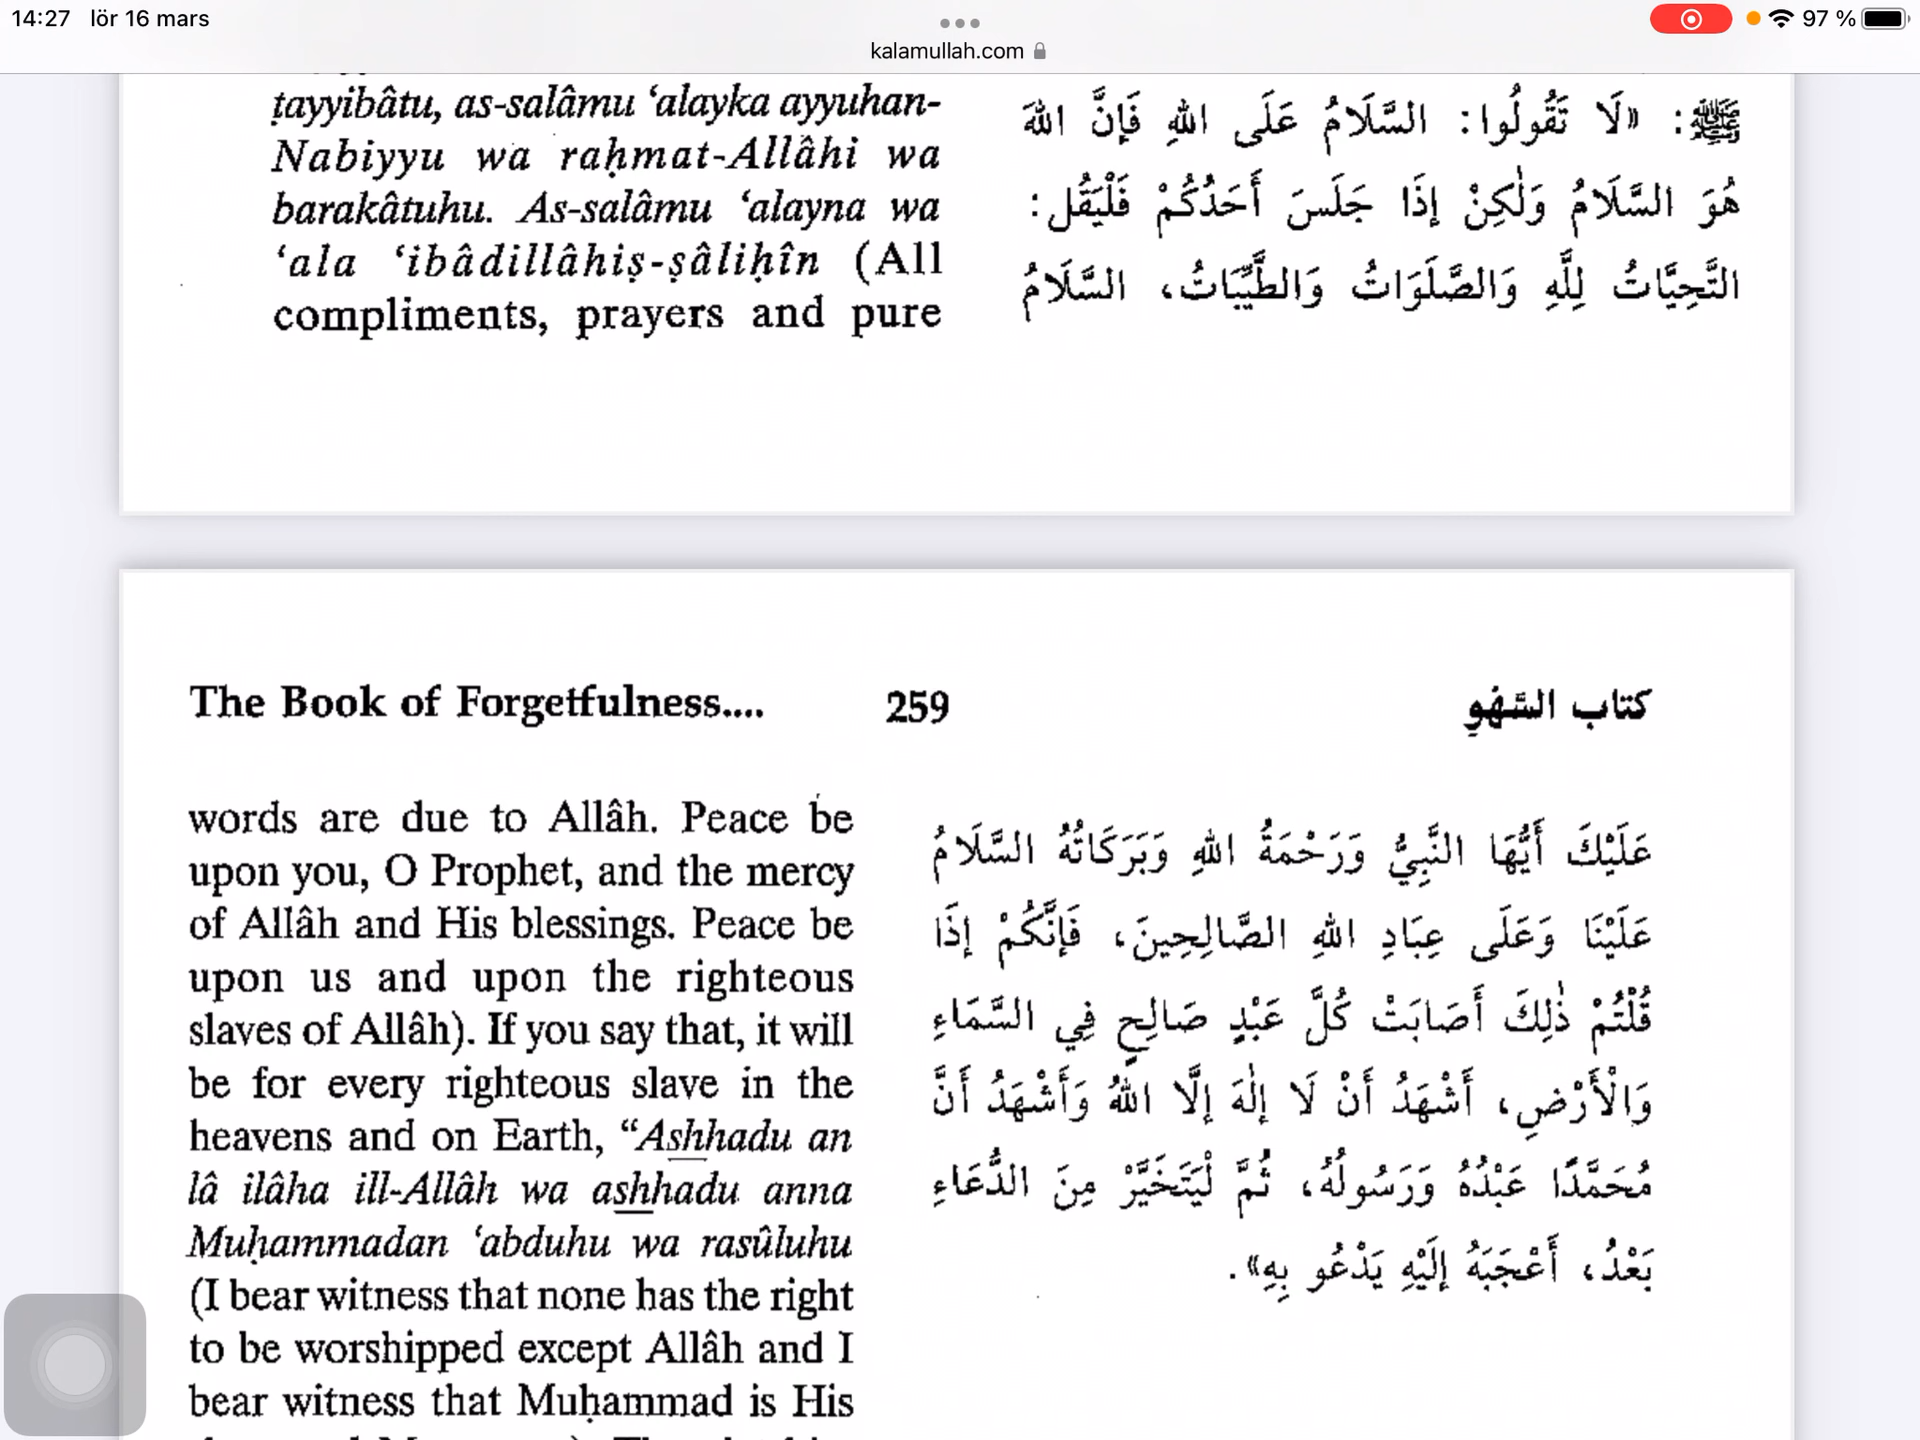 14:27 lör 16 mars
97 %
kalamullah.com
ṭayyibâtu, as-salâmu ‘alayka ayyuhan-
Nabiyyu wa raḥmat-Allâhi wa
barakâtuhu. As-salâmu ‘alayna wa
‘ala ‘ibâdillâhiṣ-ṣâliḥîn (All
compliments, prayers and pure
ﷺ: «لَا تَقُولُوا: السَّلَامُ عَلَى اللهِ فَإِنَّ اللهَ
هُوَ السَّلَامُ وَلٰكِنْ إِذَا جَلَسَ أَحَدُكُمْ فَلْيَقُل:
التَّحِيَّاتُ لِلَّهِ وَالصَّلَوَاتُ وَالطَّيِّبَاتُ، السَّلَامُ
The Book of Forgetfulness.... 259 كتاب السَّهْوِ
words are due to Allâh. Peace be
upon you, O Prophet, and the mercy
of Allâh and His blessings. Peace be
upon us and upon the righteous
slaves of Allâh). If you say that, it will
be for every righteous slave in the
heavens and on Earth, “Ashhadu an
lâ ilâha ill-Allâh wa ashhadu anna
Muḥammadan ‘abduhu wa rasûluhu
(I bear witness that none has the right
to be worshipped except Allâh and I
bear witness that Muḥammad is His
عَلَيْكَ أَيُّهَا النَّبِيُّ وَرَحْمَةُ اللهِ وَبَرَكَاتُهُ السَّلَامُ
عَلَيْنَا وَعَلَى عِبَادِ اللهِ الصَّالِحِينَ، فَإِنَّكُمْ إِذَا
قُلْتُمْ ذٰلِكَ أَصَابَتْ كُلَّ عَبْدٍ صَالِحٍ فِي السَّمَاءِ
وَالْأَرْضِ، أَشْهَدُ أَنْ لَا إِلٰهَ إِلَّا اللهُ وَأَشْهَدُ أَنَّ
مُحَمَّدًا عَبْدُهُ وَرَسُولُهُ، ثُمَّ لْيَتَخَيَّرْ مِنَ الدُّعَاءِ
بَعْدُ، أَعْجَبَهُ إِلَيْهِ يَدْعُو بِهِ».